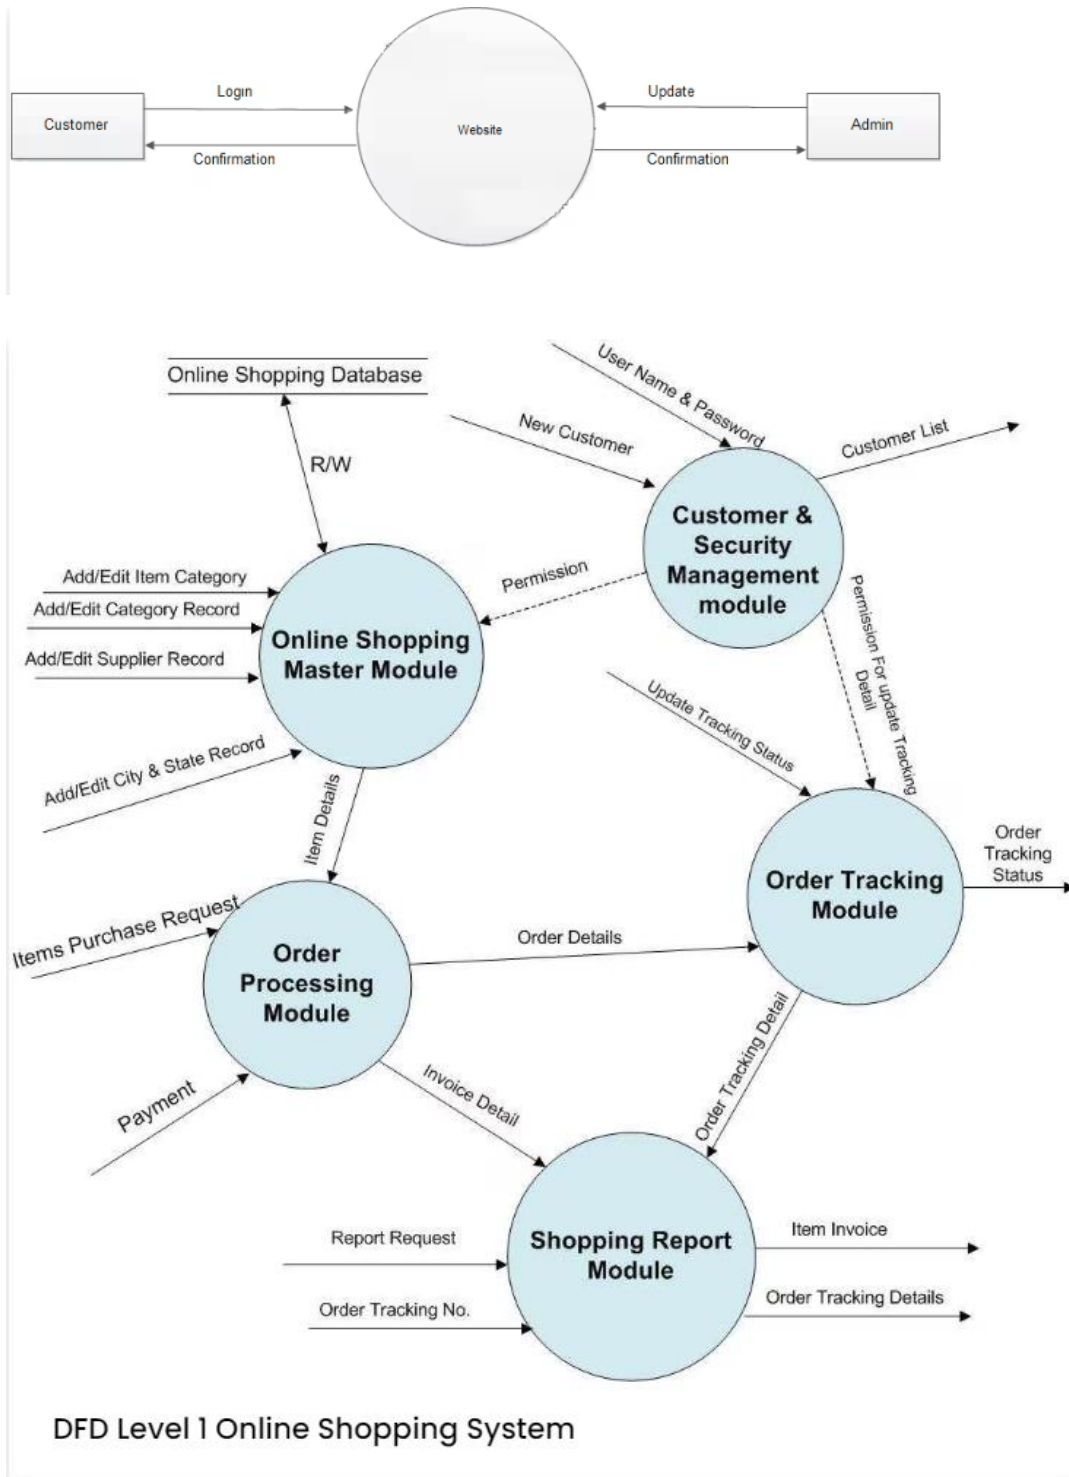 Login
Update
Customer
Website
Admin
Confirmation
Confirmation
Online Shopping Database
R/W
User Name & Password
New Customer
Customer List
Customer &
Security
Management
module
Permission
Permission For update Tracking
Detail
Add/Edit Item Category
Add/Edit Category Record
Add/Edit Supplier Record
Add/Edit City & State Record
Online Shopping
Master Module
Update Tracking Status
Item Details
Order Tracking
Module
Order
Tracking
Status
Items Purchase Request
Order
Processing
Module
Order Details
Payment
Invoice Detail
Order Tracking Detail
Shopping Report
Module
Report Request
Order Tracking No.
Item Invoice
Order Tracking Details
DFD Level 1 Online Shopping System